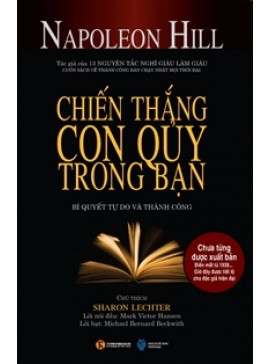 NAPOLEON HILL
Tác giả của 13 NGUYÊN TẮC NGHĨ GIÀU LÀM GIÀU
CUỐN SÁCH VỀ THÀNH CÔNG BÁN CHẠY NHẤT MỌI THỜI ĐẠI
CHIẾN THẮNG
CON QUỶ
TRONG BẠN
BÍ QUYẾT TỰ DO VÀ THÀNH CÔNG
Chưa từng
được xuất bản
CHÚ THÍCH
SHARON LECHTER
Lời nói đầu: Mark Victor Hansen
Lời bạt: Michael Bernard Beckwith